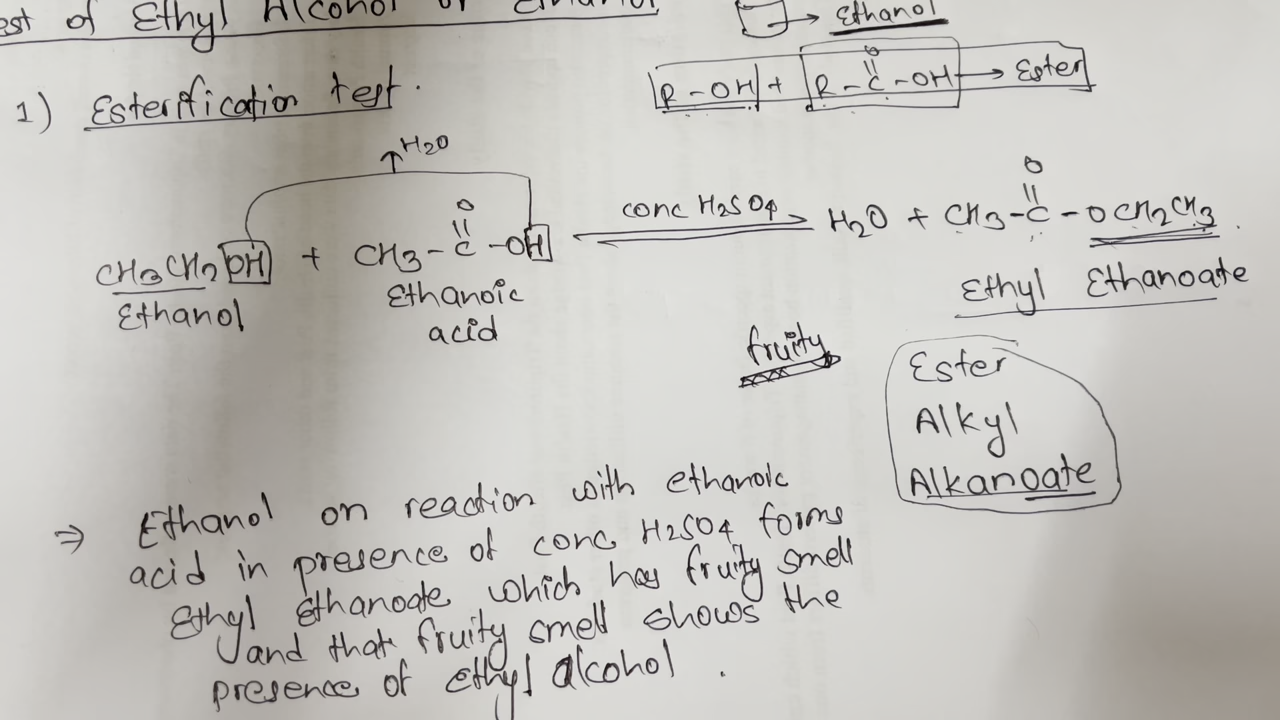 est of Ethyl Alcohol or Ethanol
→ Ethanol
R-OH + R-C-OH → Ester
O
1) Esterification test.
↑H2O
O
CH3CH2OH + CH3-C-OH
conc H2SO4
O
H2O + CH3-C-OCH2CH3
Ethanol
Ethanoic
acid
Ethyl Ethanoate
fruity
Ester
Alkyl
Alkanoate
⇒ Ethanol on reaction with ethanoic
acid in presence of conc H2SO4 forms
Ethyl Ethanoate which has fruity smell
and that fruity smell shows the
presence of ethyl alcohol.